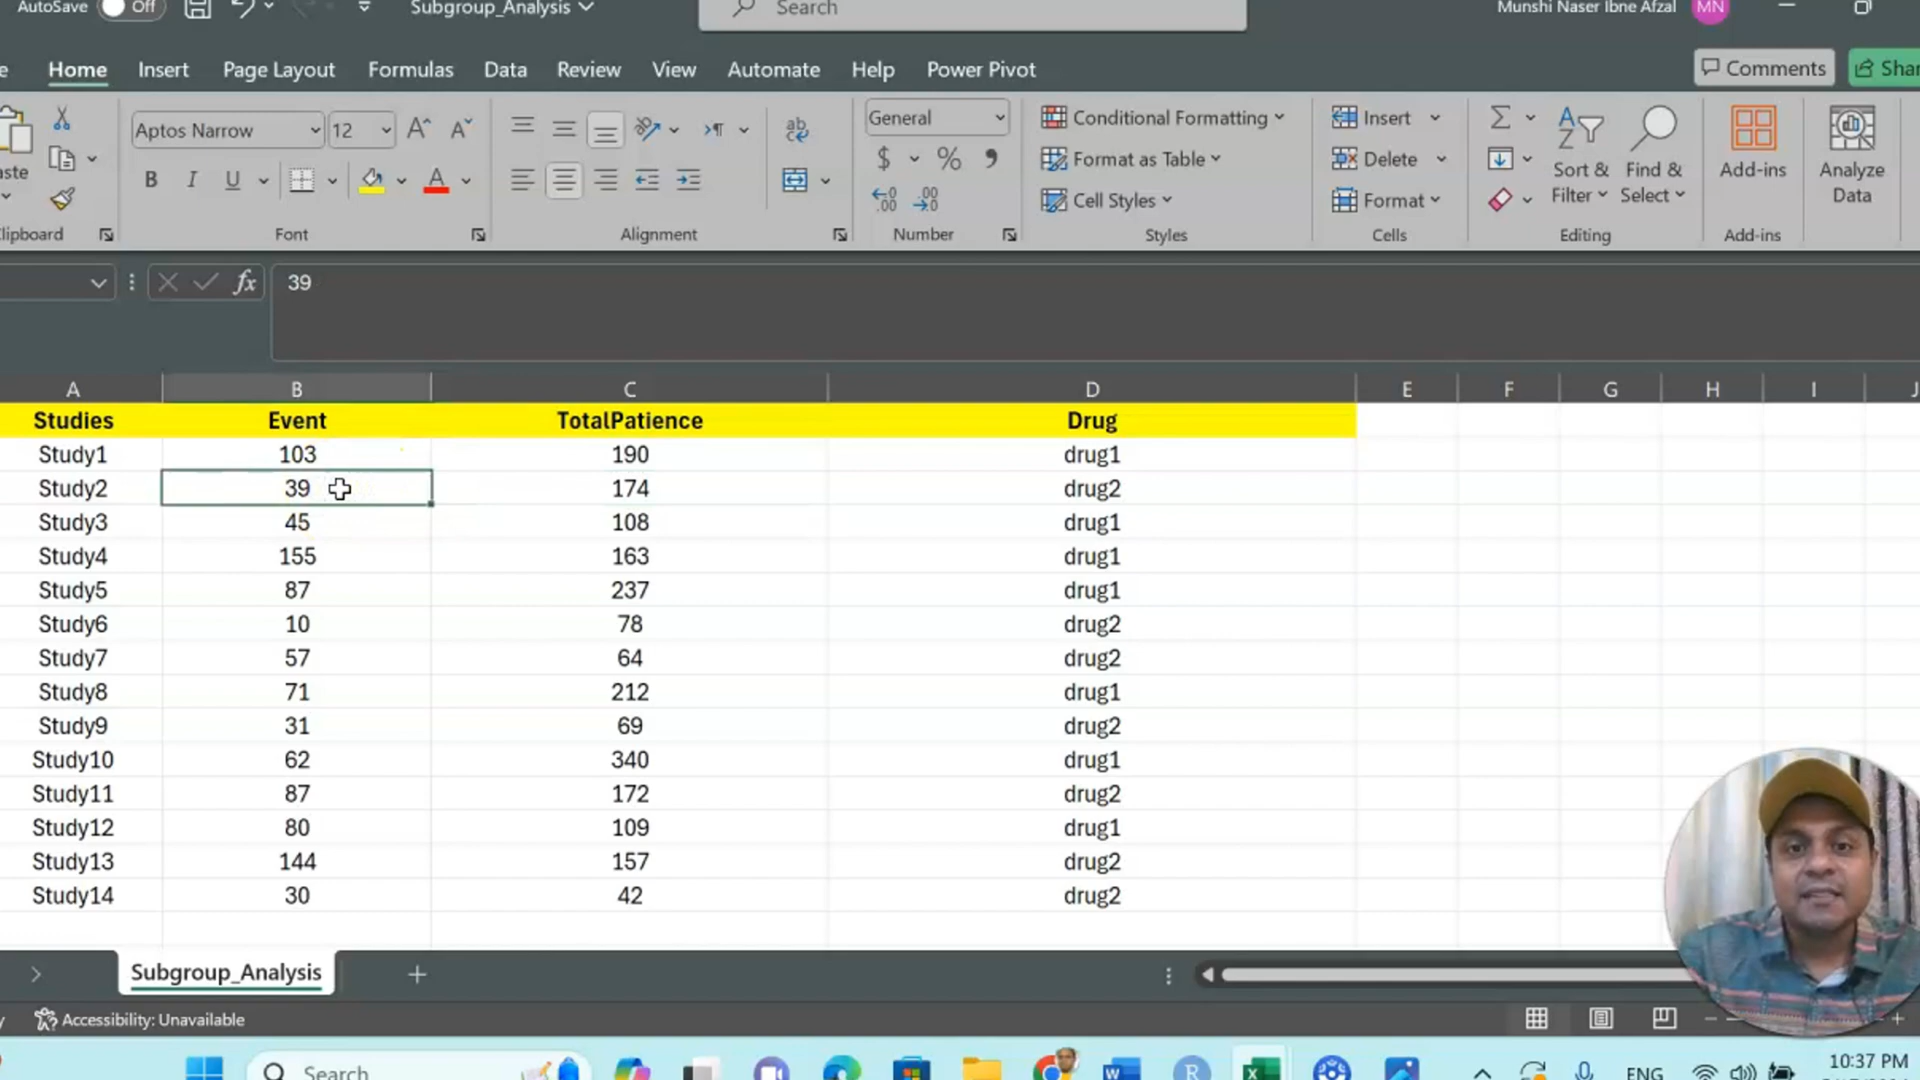 AutoSave Off Subgroup_Analysis Search Munshi Naser Ibne Afzal MN
Home Insert Page Layout Formulas Data Review View Automate Help Power Pivot Comments
Aptos Narrow 12 General Conditional Formatting Insert
Format as Table Delete
B I U A $ % Cell Styles Format Sort & Filter Find & Select Add-ins Analyze Data
Font Alignment Number Styles Cells Editing Add-ins
fx 39
A B C D E F G H I J
Studies Event TotalPatience Drug
Study1 103 190 drug1
Study2 39 174 drug2
Study3 45 108 drug1
Study4 155 163 drug1
Study5 87 237 drug1
Study6 10 78 drug2
Study7 57 64 drug2
Study8 71 212 drug1
Study9 31 69 drug2
Study10 62 340 drug1
Study11 87 172 drug2
Study12 80 109 drug1
Study13 144 157 drug2
Study14 30 42 drug2
Subgroup_Analysis
Accessibility: Unavailable
Search ENG 10:37 PM